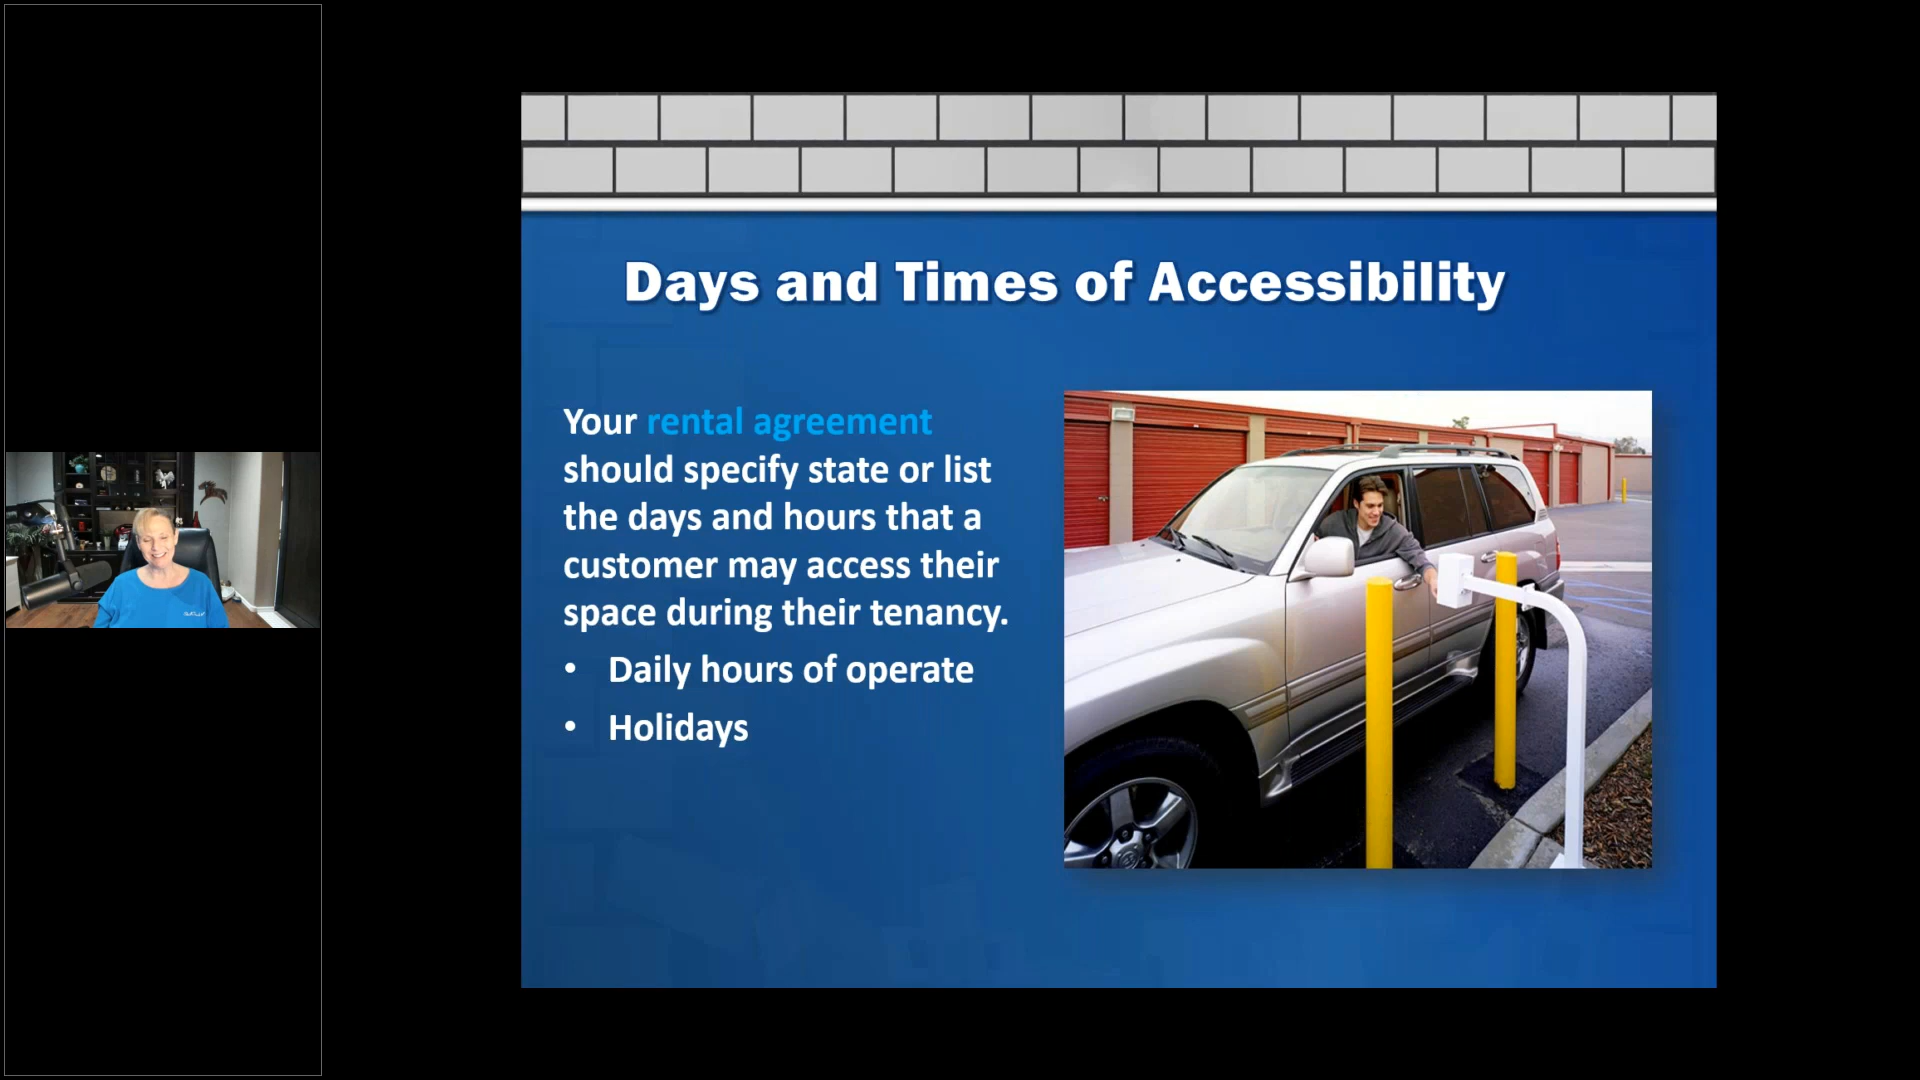 Days and Times of Accessibility
Your rental agreement
should specify state or list
the days and hours that a
customer may access their
space during their tenancy.
• Daily hours of operate
• Holidays